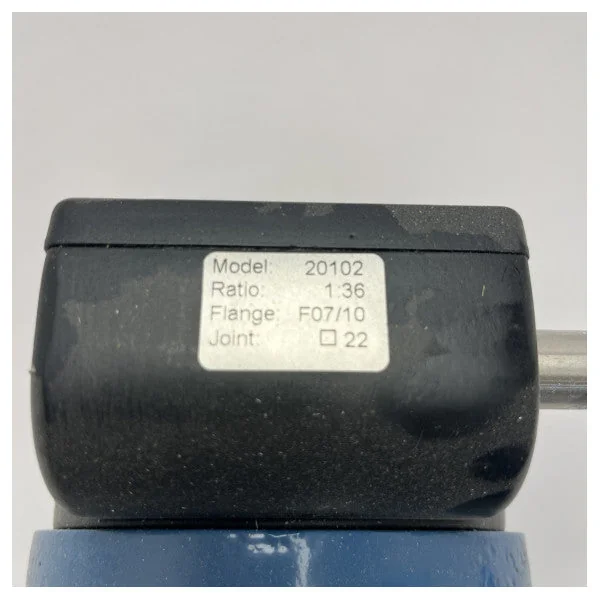 Model: 20102
Ratio: 1:36
Flange: F07/10
Joint: □ 22